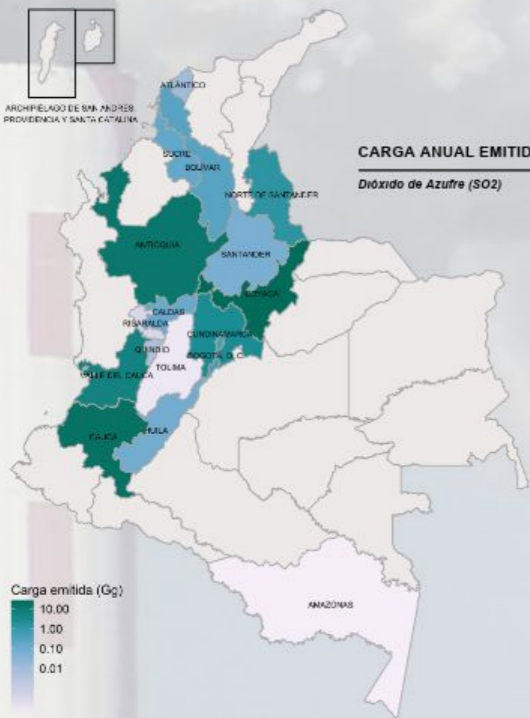 ATLÁNTICO
ARCHIPIÉLAGO DE SAN ANDRES,
PROVIDENCIA Y SANTA CATALINA
CARGA ANUAL EMITID
Dióxido de Azufre (SO2)
SUCRE
BOLÍVAR
NORTE DE SANTANDER
ANTIOQUIA
SANTANDER
BOYACÁ
CALDAS
RISARALDA
CUNDINAMARCA
QUINDIO
BOGOTÁ, D. C.
TOLIMA
VALLE DEL CAUCA
HUILA
CAUCA
Carga emitida (Gg)
10.00
1.00
0.10
0.01
AMAZONAS